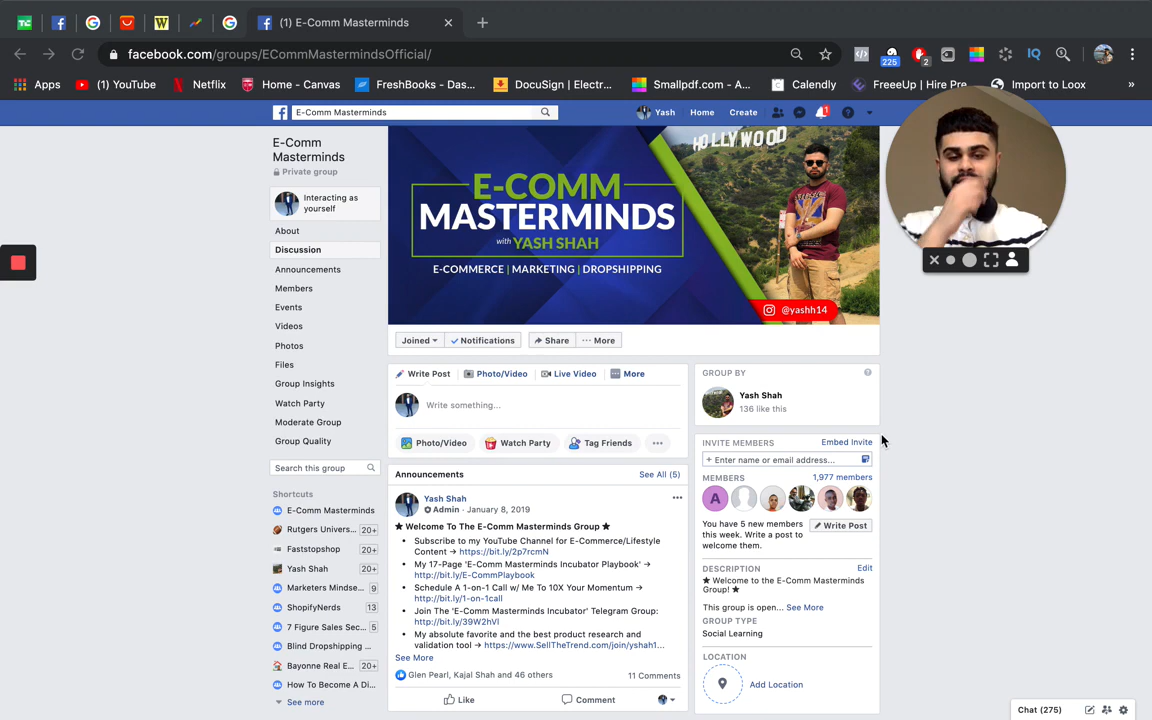 (1) E-Comm Masterminds
facebook.com/groups/ECommMastermindsOfficial/
225
2
IQ
Apps
(1) YouTube
Netflix
Home - Canvas
FreshBooks - Das...
DocuSign | Electr...
Smallpdf.com - A...
Calendly
FreeeUp | Hire Pre...
Import to Loox
»
E-Comm Masterminds
Yash
Home
Create
1
E-Comm
Masterminds
Private group
Interacting as
yourself
About
Discussion
Announcements
Members
Events
Videos
Photos
Files
Group Insights
Watch Party
Moderate Group
Group Quality
Search this group
Shortcuts
E-Comm Masterminds
Rutgers Univers... 20+
Faststopshop 20+
Yash Shah 20+
Marketers Mindse... 9
ShopifyNerds 13
7 Figure Sales Sec... 5
Blind Dropshipping ...
Bayonne Real E... 20+
How To Become A Di...
See more
HOLLYWOOD
E-COMM
MASTERMINDS
with YASH SHAH
E-COMMERCE | MARKETING | DROPSHIPPING
@yashh14
Joined
Notifications
Share
More
Write Post
Photo/Video
Live Video
More
Write something...
Photo/Video
Watch Party
Tag Friends
Announcements
See All (5)
Yash Shah
Admin · January 8, 2019
★ Welcome To The E-Comm Masterminds Group ★
• Subscribe to my YouTube Channel for E-Commerce/Lifestyle
Content → https://bit.ly/2p7rcmN
• My 17-Page 'E-Comm Masterminds Incubator Playbook' →
http://bit.ly/E-CommPlaybook
• Schedule A 1-on-1 Call w/ Me To 10X Your Momentum →
http://bit.ly/1-on-1call
• Join The 'E-Comm Masterminds Incubator' Telegram Group:
http://bit.ly/39W2hVl
• My absolute favorite and the best product research and
validation tool → https://www.SellTheTrend.com/join/yshah1...
See More
Glen Pearl, Kajal Shah and 46 others
11 Comments
Like
Comment
GROUP BY
Yash Shah
136 like this
INVITE MEMBERS
Embed Invite
+ Enter name or email address...
MEMBERS
1,977 members
A
You have 5 new members
this week. Write a post to
welcome them.
Write Post
DESCRIPTION
Edit
★ Welcome to the E-Comm Masterminds
Group! ★
This group is open... See More
GROUP TYPE
Social Learning
LOCATION
Add Location
Chat (275)